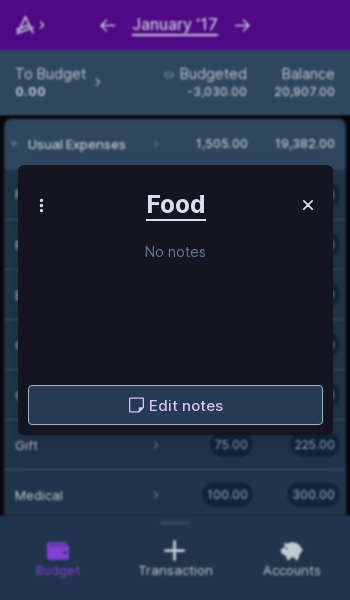 January '17
To Budget
Budgeted
Balance
0.00
-3,030.00
20,907.00
Usual Expenses
1,505.00
19,382.00
Food
No notes
Edit notes
Gift
75.00
225.00
Medical
100.00
300.00
Budget
Transaction
Accounts